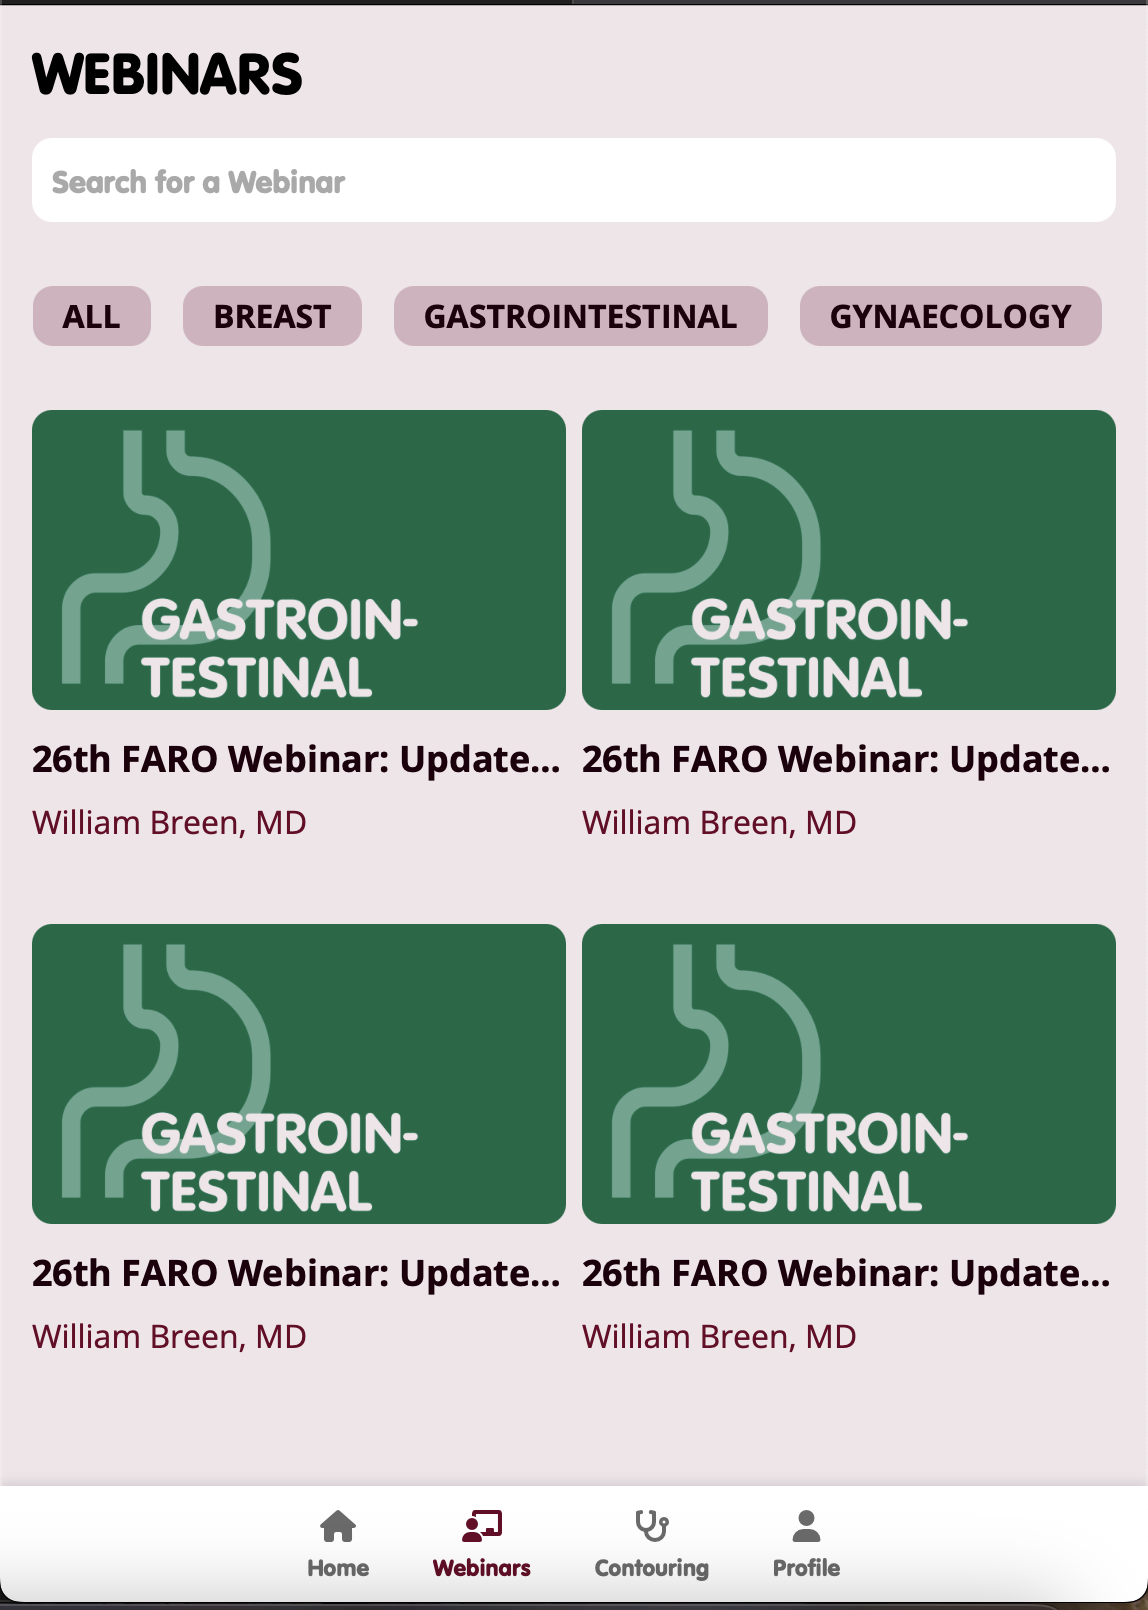 WEBINARS
Search for a Webinar
ALL BREAST GASTROINTESTINAL GYNAECOLOGY
GASTROIN-
TESTINAL
GASTROIN-
TESTINAL
26th FARO Webinar: Update... 26th FARO Webinar: Update...
William Breen, MD William Breen, MD
GASTROIN-
TESTINAL
GASTROIN-
TESTINAL
26th FARO Webinar: Update... 26th FARO Webinar: Update...
William Breen, MD William Breen, MD
Home Webinars Contouring Profile